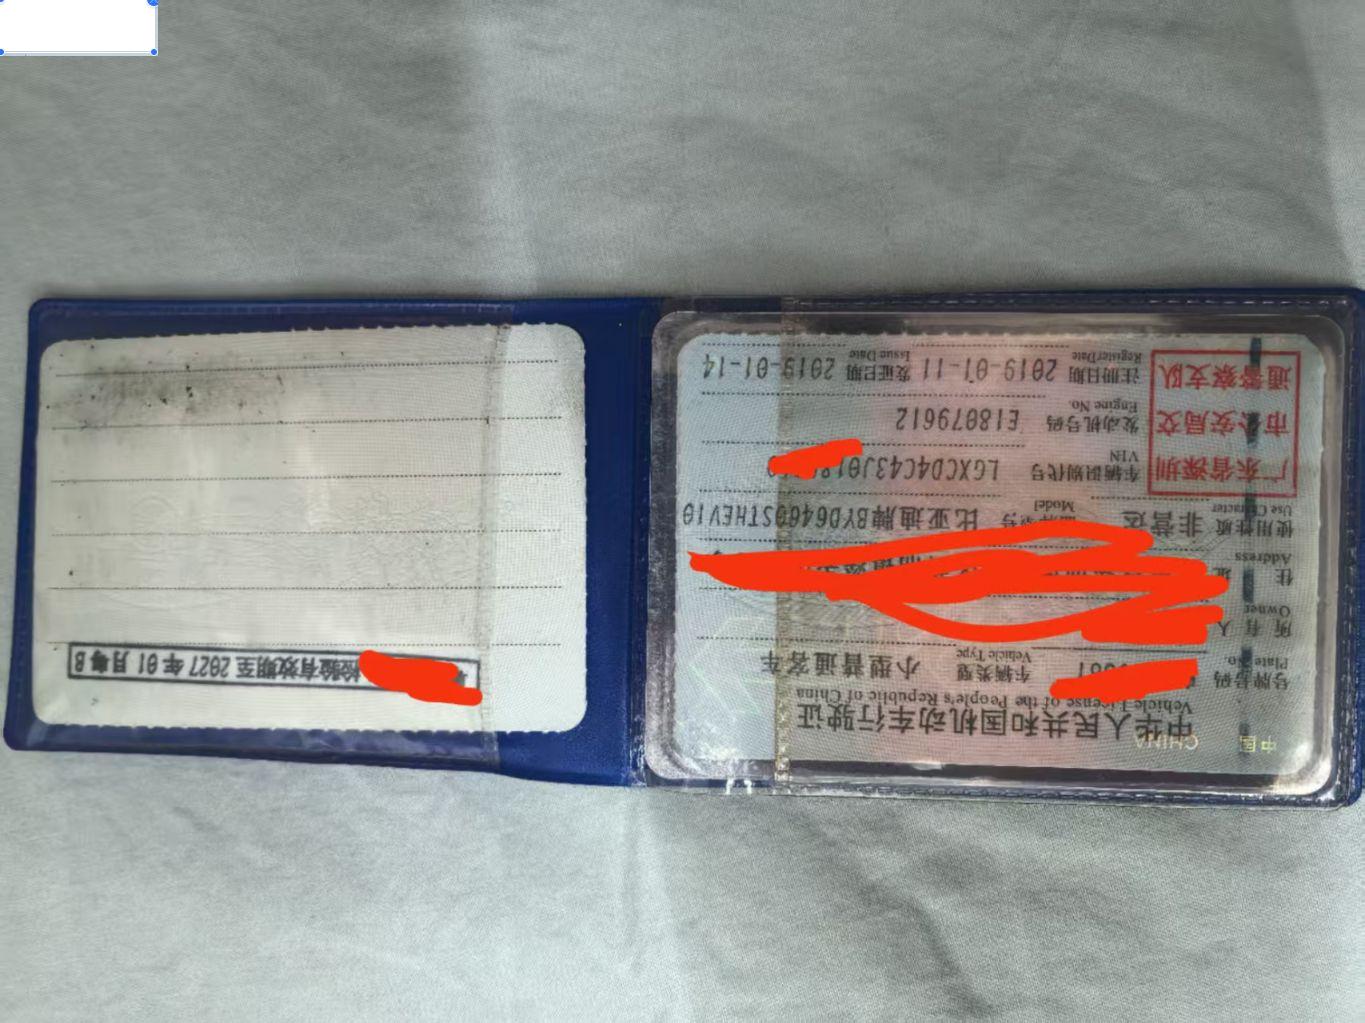 中国 CHINA
中华人民共和国机动车行驶证
Vehicle License of the People's Republic of China
号牌号码
Plate No.
车辆类型 小型普通客车
Vehicle Type
所有人
Owner
住
Address
使用性质 非营运
Use Character
Model
号 比亚迪牌BYD6460STHEV10
车辆识别代号 LGXCD4C43J018
VIN
发动机号码 E18079612
Engine No.
注册日期 2019-01-11 发证日期 2019-01-14
Register Date Issue Date
广东省深圳
市公安局交
通警察支队
检验有效期至2027年01月粤B